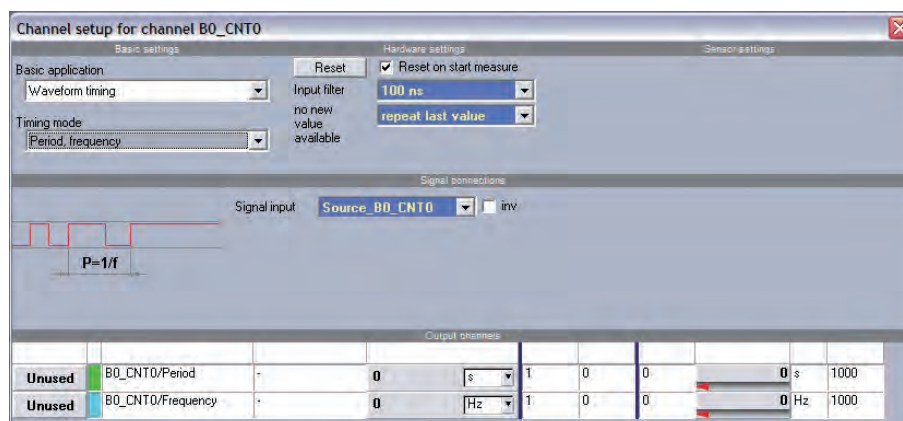 Channel setup for channel B0_CNT0
Basic settings
Hardware settings
Sensor settings
Basic application
Waveform timing
Timing mode
Period, frequency
Reset
Reset on start measure
Input filter
100 ns
no new
value
available
repeat last value
Signal connections
Signal input
Source_B0_CNT0
inv
P=1/f
Output channels
Unused B0_CNT0/Period - 0 s 1 0 0 0 s 1000
Unused B0_CNT0/Frequency - 0 Hz 1 0 0 0 Hz 1000